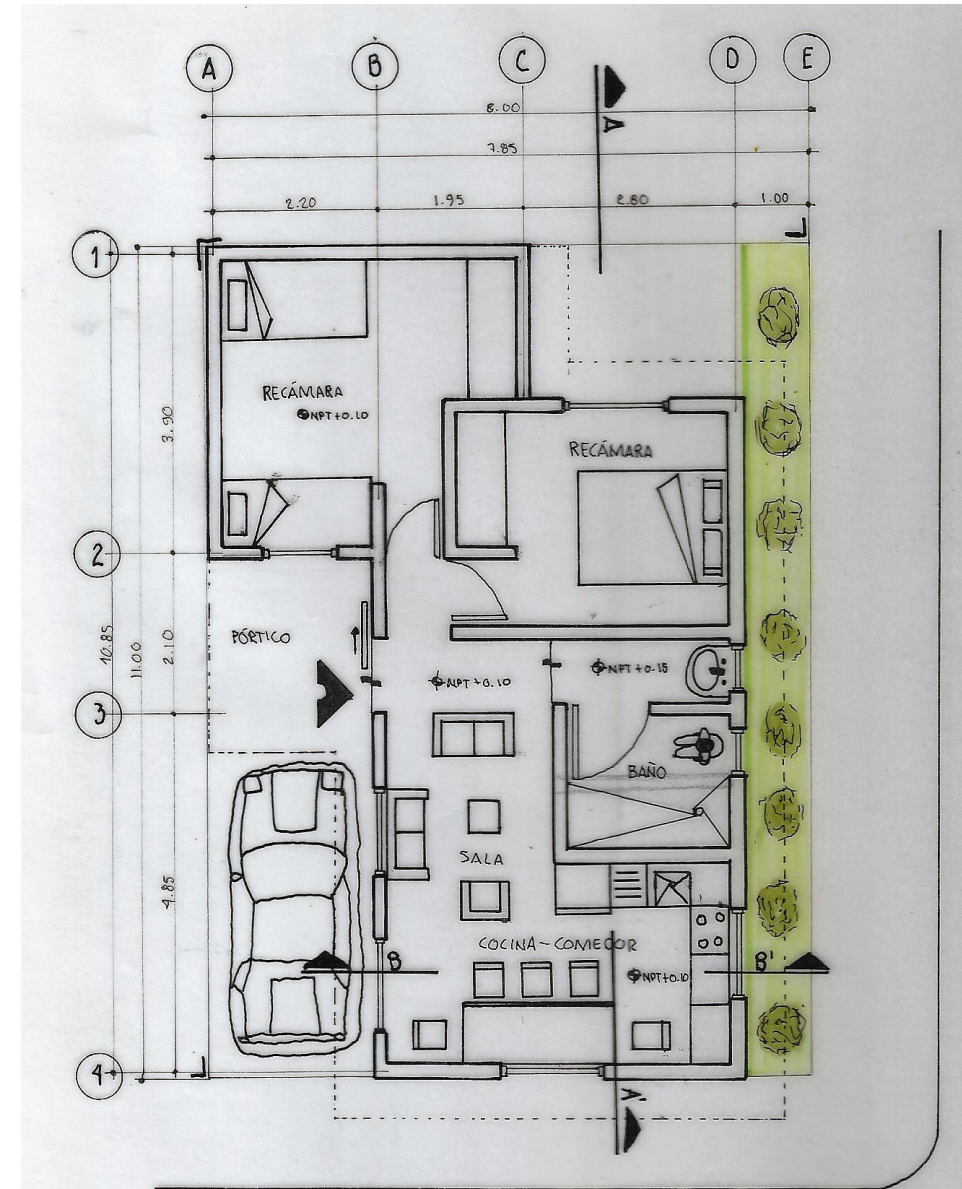 A
B
C
D
E
8.00
A
7.85
2.20
1.95
2.80
1.00
1
RECÁMARA
NPT+0.10
3.90
RECÁMARA
2
PÓRTICO
10.85
11.00
2.10
NPT+0.10
NPT+0.15
3
BAÑO
SALA
4.85
COCINA-COMEDOR
B
B'
NPT+0.10
4
A'